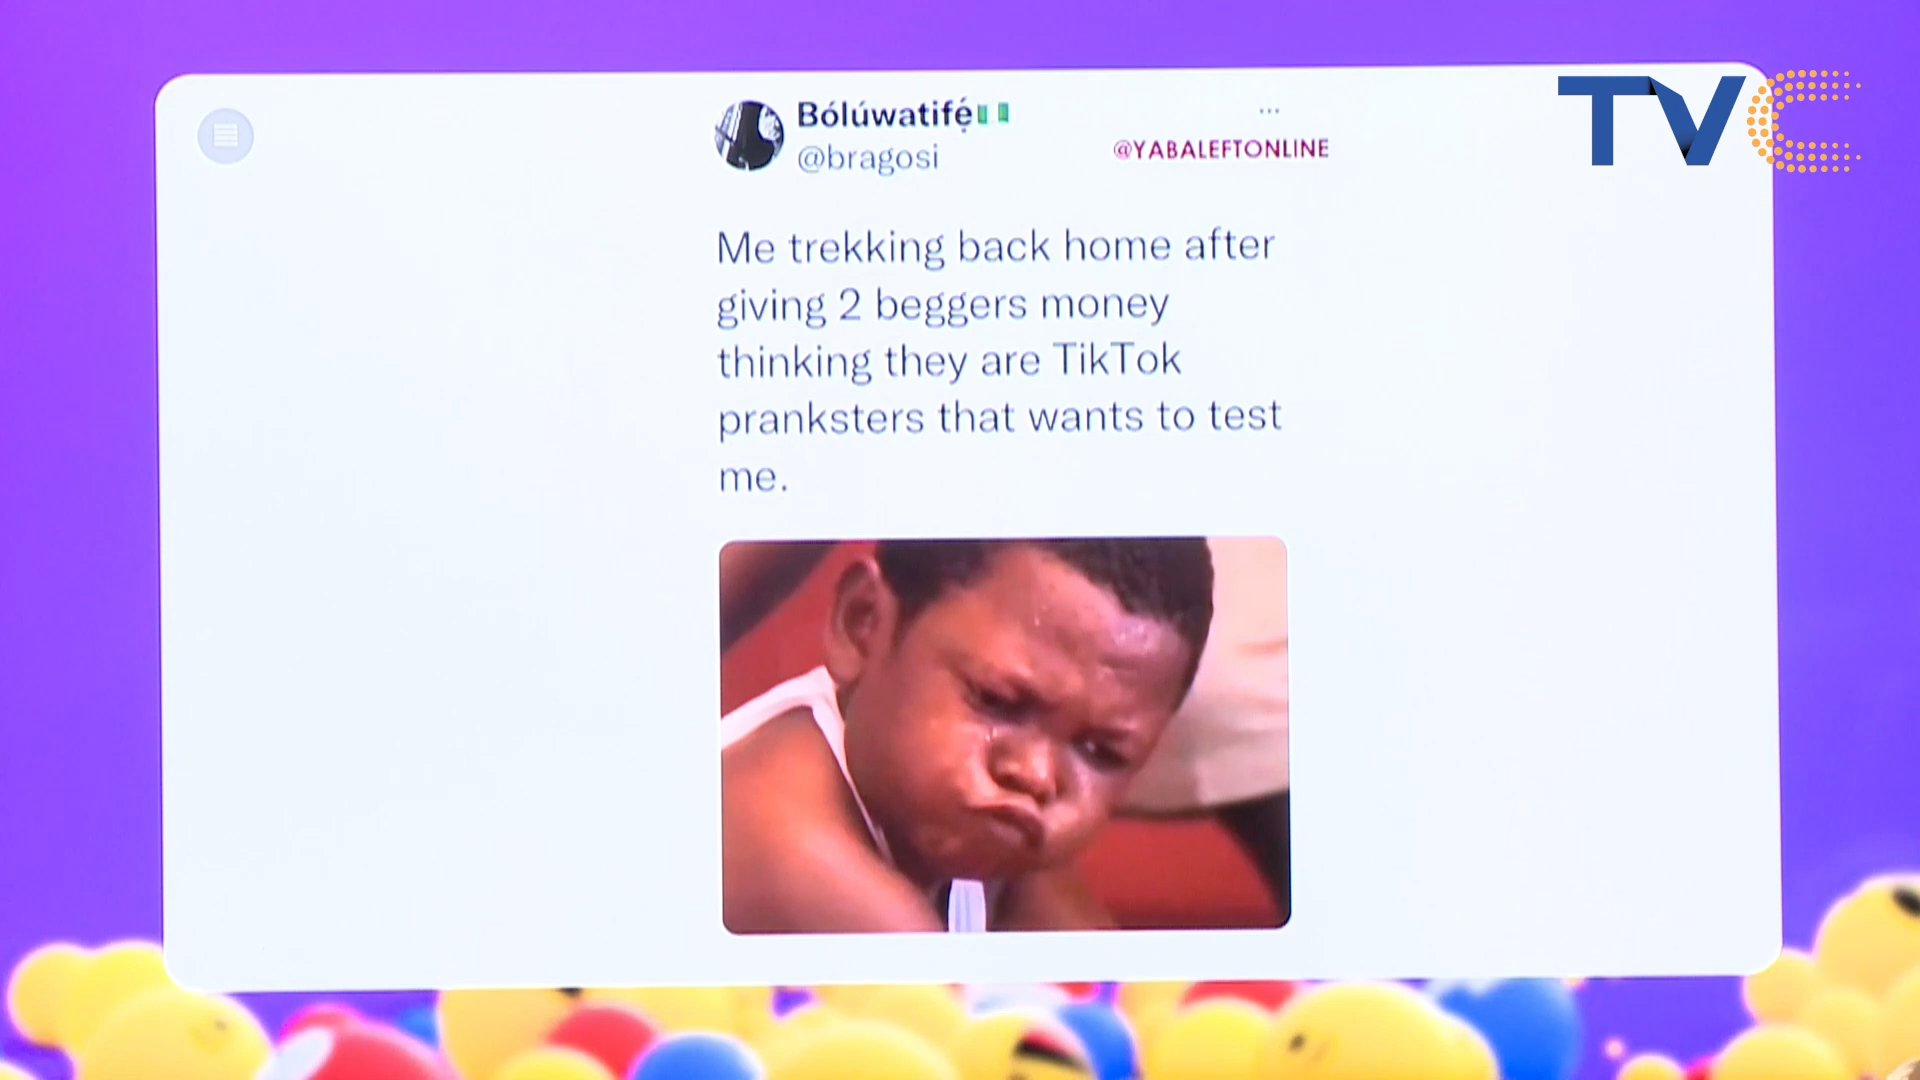 TVC
Bólúwatifẹ́🇳🇬
@bragosi
@YABALEFTONLINE
Me trekking back home after
giving 2 beggers money
thinking they are TikTok
pranksters that wants to test
me.